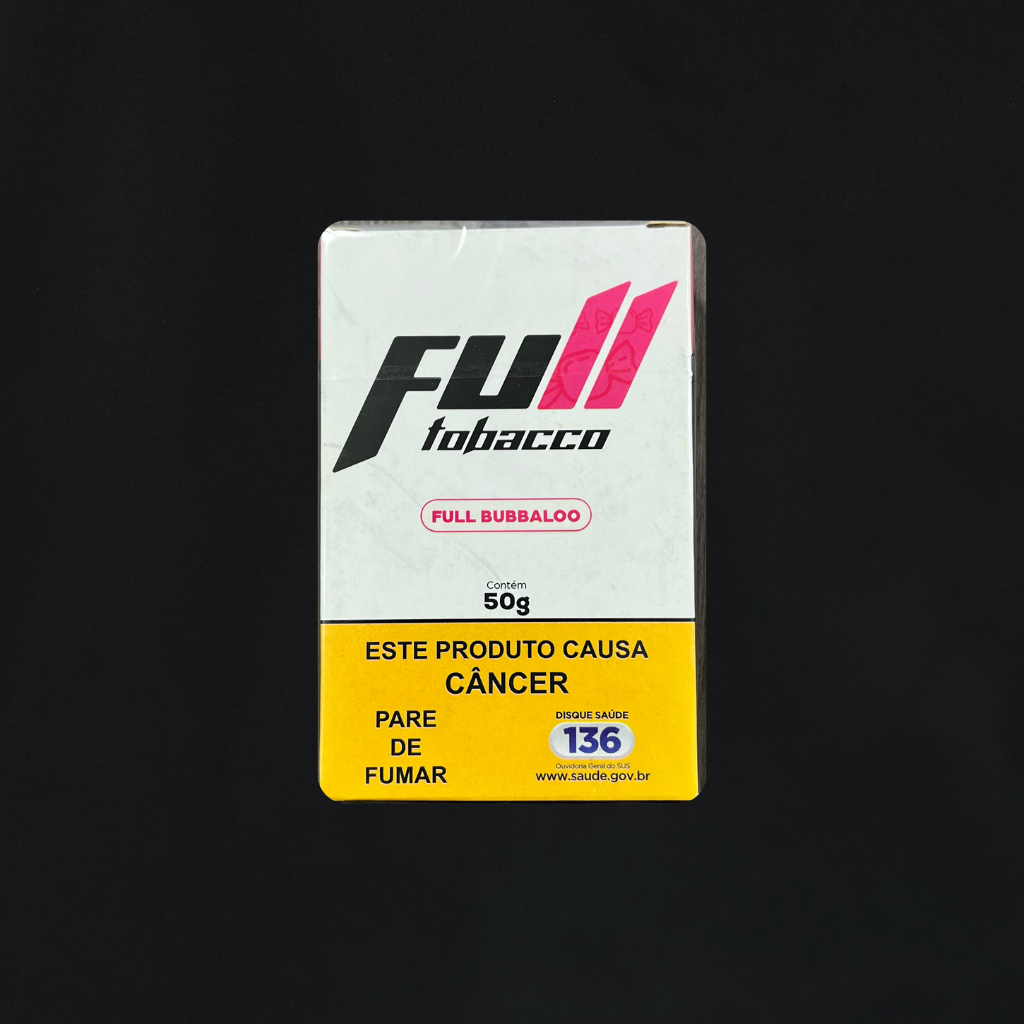 Full
tobacco
FULL BUBBALOO
Contém
50g
ESTE PRODUTO CAUSA
CÂNCER
PARE
DE
FUMAR
DISQUE SAÚDE
136
Ouvidoria Geral do SUS
www.saude.gov.br